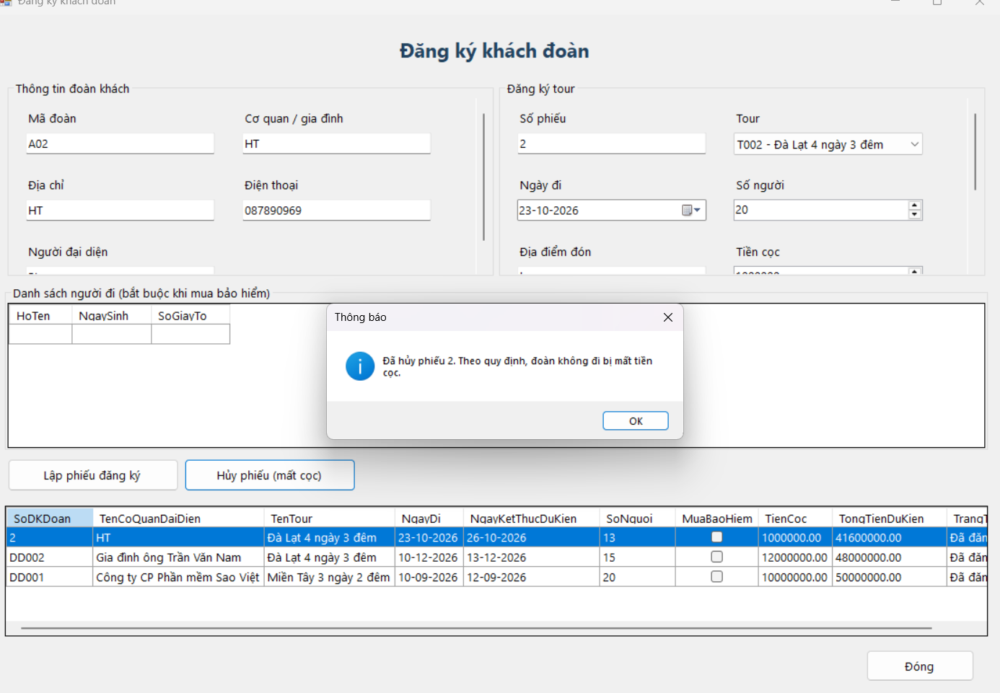 Đăng ký khách đoàn
Đăng ký khách đoàn
Thông tin đoàn khách
Mã đoàn
Cơ quan / gia đình
A02
HT
Địa chỉ
Điện thoại
HT
087890969
Người đại diện
Đăng ký tour
Số phiếu
Tour
2
T002 - Đà Lạt 4 ngày 3 đêm
Ngày đi
Số người
23-10-2026
20
Địa điểm đón
Tiền cọc
Danh sách người đi (bắt buộc khi mua bảo hiểm)
HoTen NgaySinh SoGiayTo
Thông báo
Đã hủy phiếu 2. Theo quy định, đoàn không đi bị mất tiền
cọc.
OK
Lập phiếu đăng ký
Hủy phiếu (mất cọc)
SoDKDoan TenCoQuanDaiDien TenTour NgayDi NgayKetThucDuKien SoNguoi MuaBaoHiem TienCoc TongTienDuKien TrangT
2 HT Đà Lạt 4 ngày 3 đêm 23-10-2026 26-10-2026 13 1000000.00 41600000.00 Đã đăn
DD002 Gia đình ông Trần Văn Nam Đà Lạt 4 ngày 3 đêm 10-12-2026 13-12-2026 15 12000000.00 48000000.00 Đã đăn
DD001 Công ty CP Phần mềm Sao Việt Miền Tây 3 ngày 2 đêm 10-09-2026 12-09-2026 20 10000000.00 50000000.00 Đã đăn
Đóng